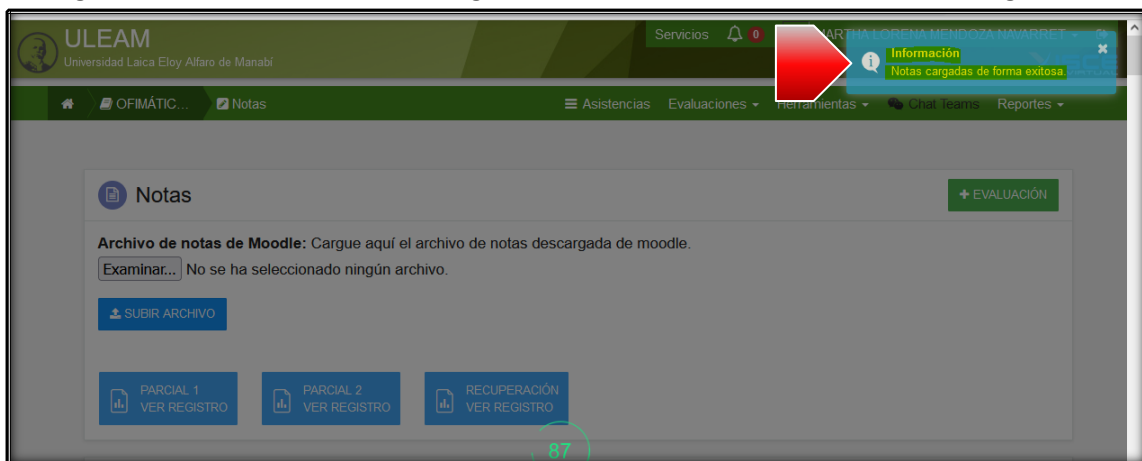 ULEAM
Universidad Laica Eloy Alfaro de Manabí
Servicios 0 MARTHA LORENA MENDOZA NAVARRET
Información
Notas cargadas de forma exitosa.
OFIMÁTIC... Notas Asistencias Evaluaciones Herramientas Chat Teams Reportes
Notas
+ EVALUACIÓN
Archivo de notas de Moodle: Cargue aquí el archivo de notas descargada de moodle.
Examinar... No se ha seleccionado ningún archivo.
SUBIR ARCHIVO
PARCIAL 1
VER REGISTRO
PARCIAL 2
VER REGISTRO
RECUPERACIÓN
VER REGISTRO
87